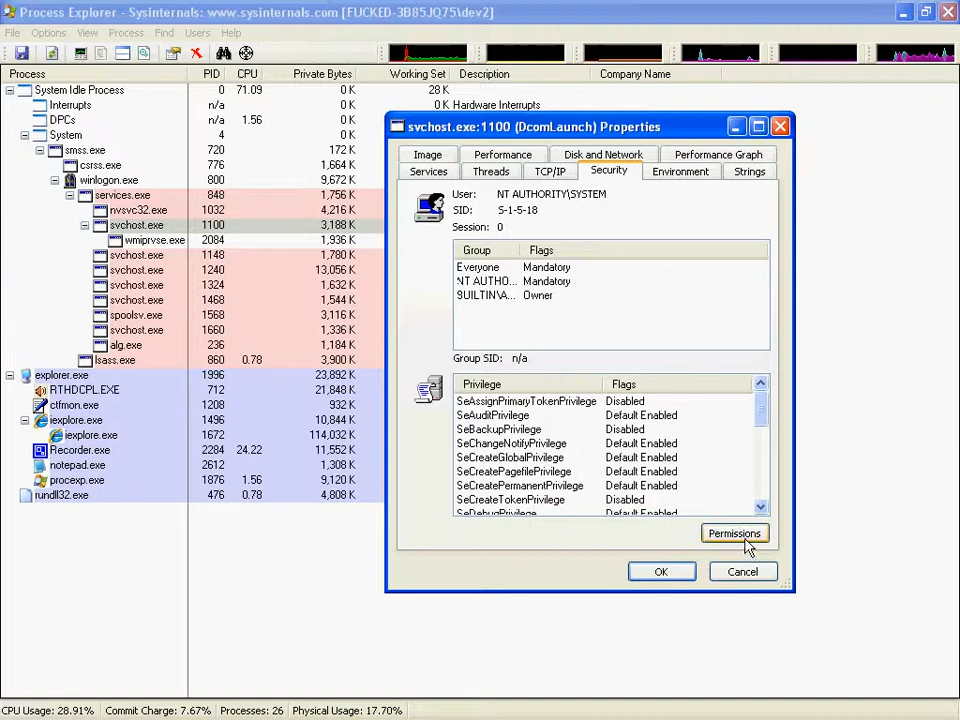 Process Explorer - Sysinternals: www.sysinternals.com [FUCKED-3B85JQ75\dev2]
File Options View Process Find Users Help
Process PID CPU Private Bytes Working Set Description Company Name
System Idle Process 0 71.09 0 K 28 K
Interrupts n/a 0 K 0 K Hardware Interrupts
DPCs n/a 1.56 0 K
System 4 0 K
smss.exe 720 172 K
csrss.exe 776 1,664 K
winlogon.exe 800 9,672 K
services.exe 848 1,756 K
nvsvc32.exe 1032 4,216 K
svchost.exe 1100 3,188 K
wmiprvse.exe 2084 1,936 K
svchost.exe 1148 1,780 K
svchost.exe 1240 13,056 K
svchost.exe 1324 1,632 K
svchost.exe 1468 1,544 K
spoolsv.exe 1568 3,116 K
svchost.exe 1660 1,336 K
alg.exe 236 1,184 K
lsass.exe 860 0.78 3,900 K
explorer.exe 1996 23,892 K
RTHDCPL.EXE 712 21,848 K
ctfmon.exe 1208 932 K
iexplore.exe 1496 10,844 K
iexplore.exe 1672 114,032 K
Recorder.exe 2284 24.22 11,552 K
notepad.exe 2612 1,308 K
procexp.exe 1876 1.56 9,120 K
rundll32.exe 476 0.78 4,808 K
svchost.exe:1100 (DcomLaunch) Properties
Image Performance Disk and Network Performance Graph
Services Threads TCP/IP Security Environment Strings
User: NT AUTHORITY\SYSTEM
SID: S-1-5-18
Session: 0
Group Flags
Everyone Mandatory
NT AUTHO... Mandatory
BUILTIN\A... Owner
Group SID: n/a
Privilege Flags
SeAssignPrimaryTokenPrivilege Disabled
SeAuditPrivilege Default Enabled
SeBackupPrivilege Disabled
SeChangeNotifyPrivilege Default Enabled
SeCreateGlobalPrivilege Default Enabled
SeCreatePagefilePrivilege Default Enabled
SeCreatePermanentPrivilege Default Enabled
SeCreateTokenPrivilege Disabled
SeDebugPrivilege Default Enabled
Permissions
OK Cancel
CPU Usage: 28.91% Commit Charge: 7.67% Processes: 26 Physical Usage: 17.70%